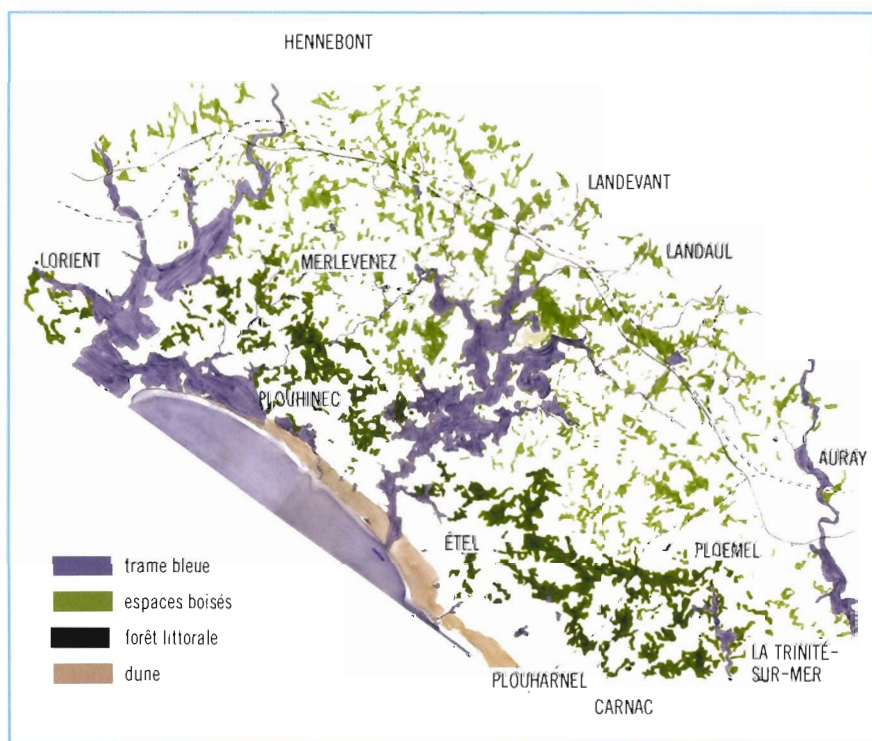 HENNEBONT
LANDEVANT
LANDAUL
LORIENT
MERLEVENEZ
PLOUHINEC
AURAY
ÉTEL
PLOEMEL
trame bleue
espaces boisés
forêt littorale
dune
LA TRINITÉ-
SUR-MER
PLOUHARNEL
CARNAC